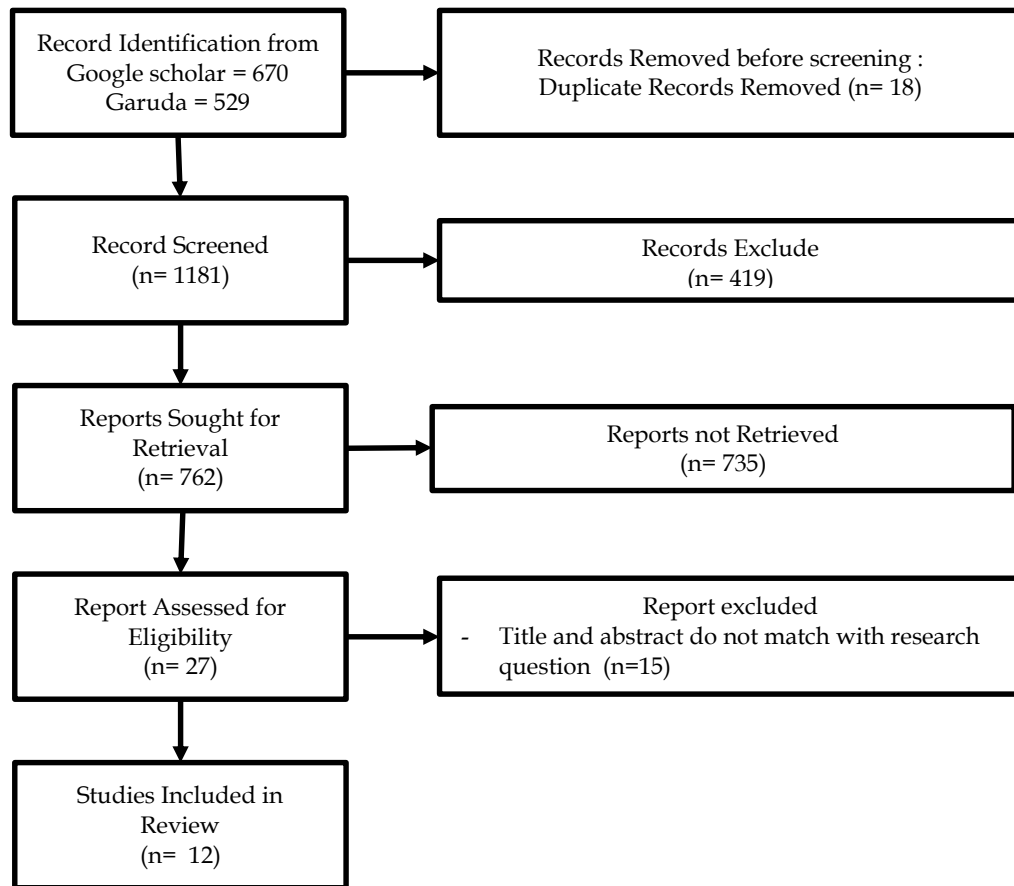 Record Identification from
Google scholar = 670
Garuda = 529
Records Removed before screening :
Duplicate Records Removed (n= 18)
Record Screened
(n= 1181)
Records Exclude
(n= 419)
Reports Sought for
Retrieval
(n= 762)
Reports not Retrieved
(n= 735)
Report Assessed for
Eligibility
(n= 27)
Report excluded
- Title and abstract do not match with research
question (n=15)
Studies Included in
Review
(n= 12)